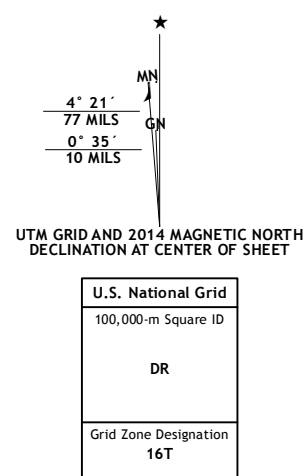 ★
MN
4° 21´
77 MILS
GN
0° 35´
10 MILS
UTM GRID AND 2014 MAGNETIC NORTH
DECLINATION AT CENTER OF SHEET
U.S. National Grid
100,000-m Square ID
DR
Grid Zone Designation
16T